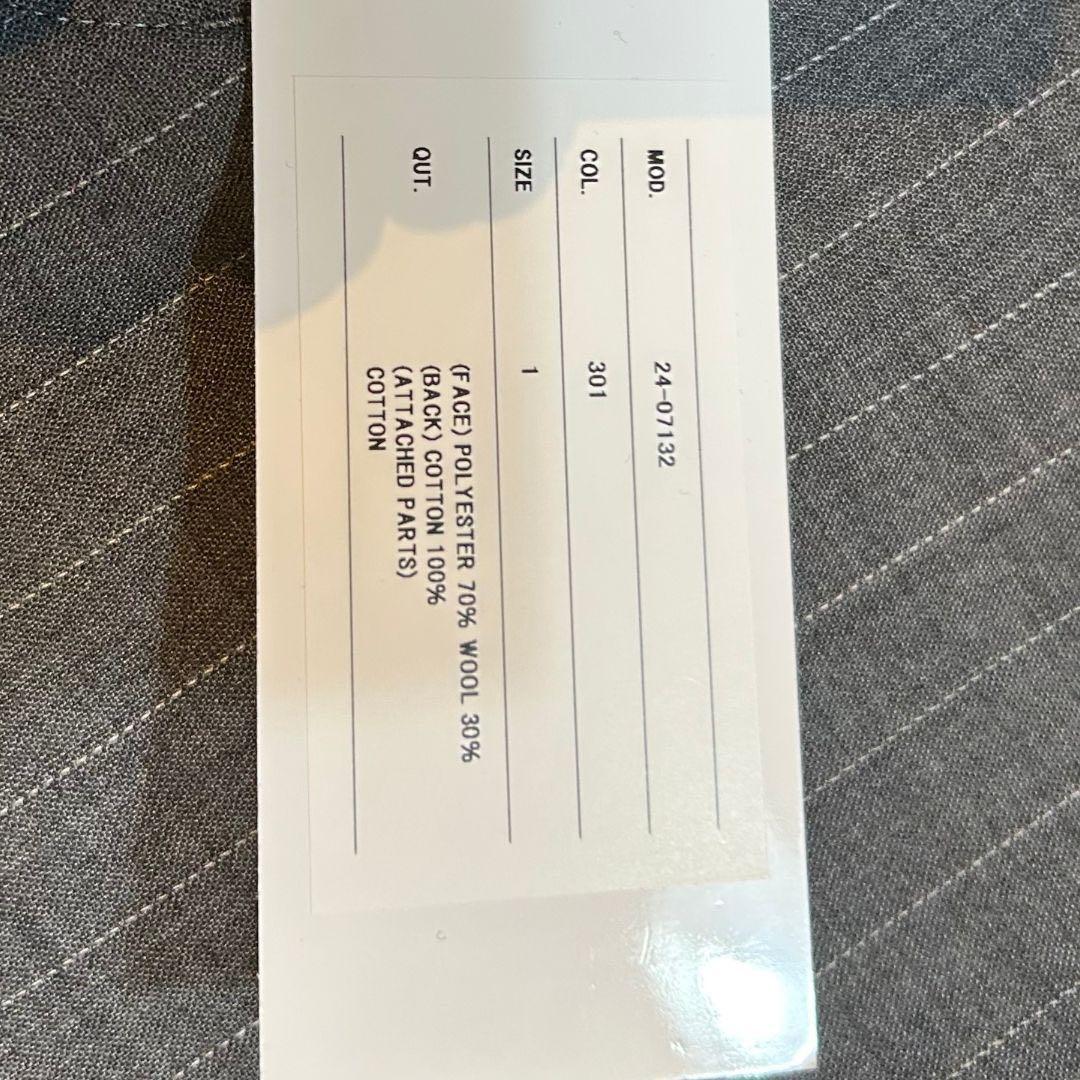 MOD. 24-07132
COL. 301
SIZE 1
QUT. (FACE) POLYESTER 70% WOOL 30%
(BACK) COTTON 100%
(ATTACHED PARTS)
COTTON